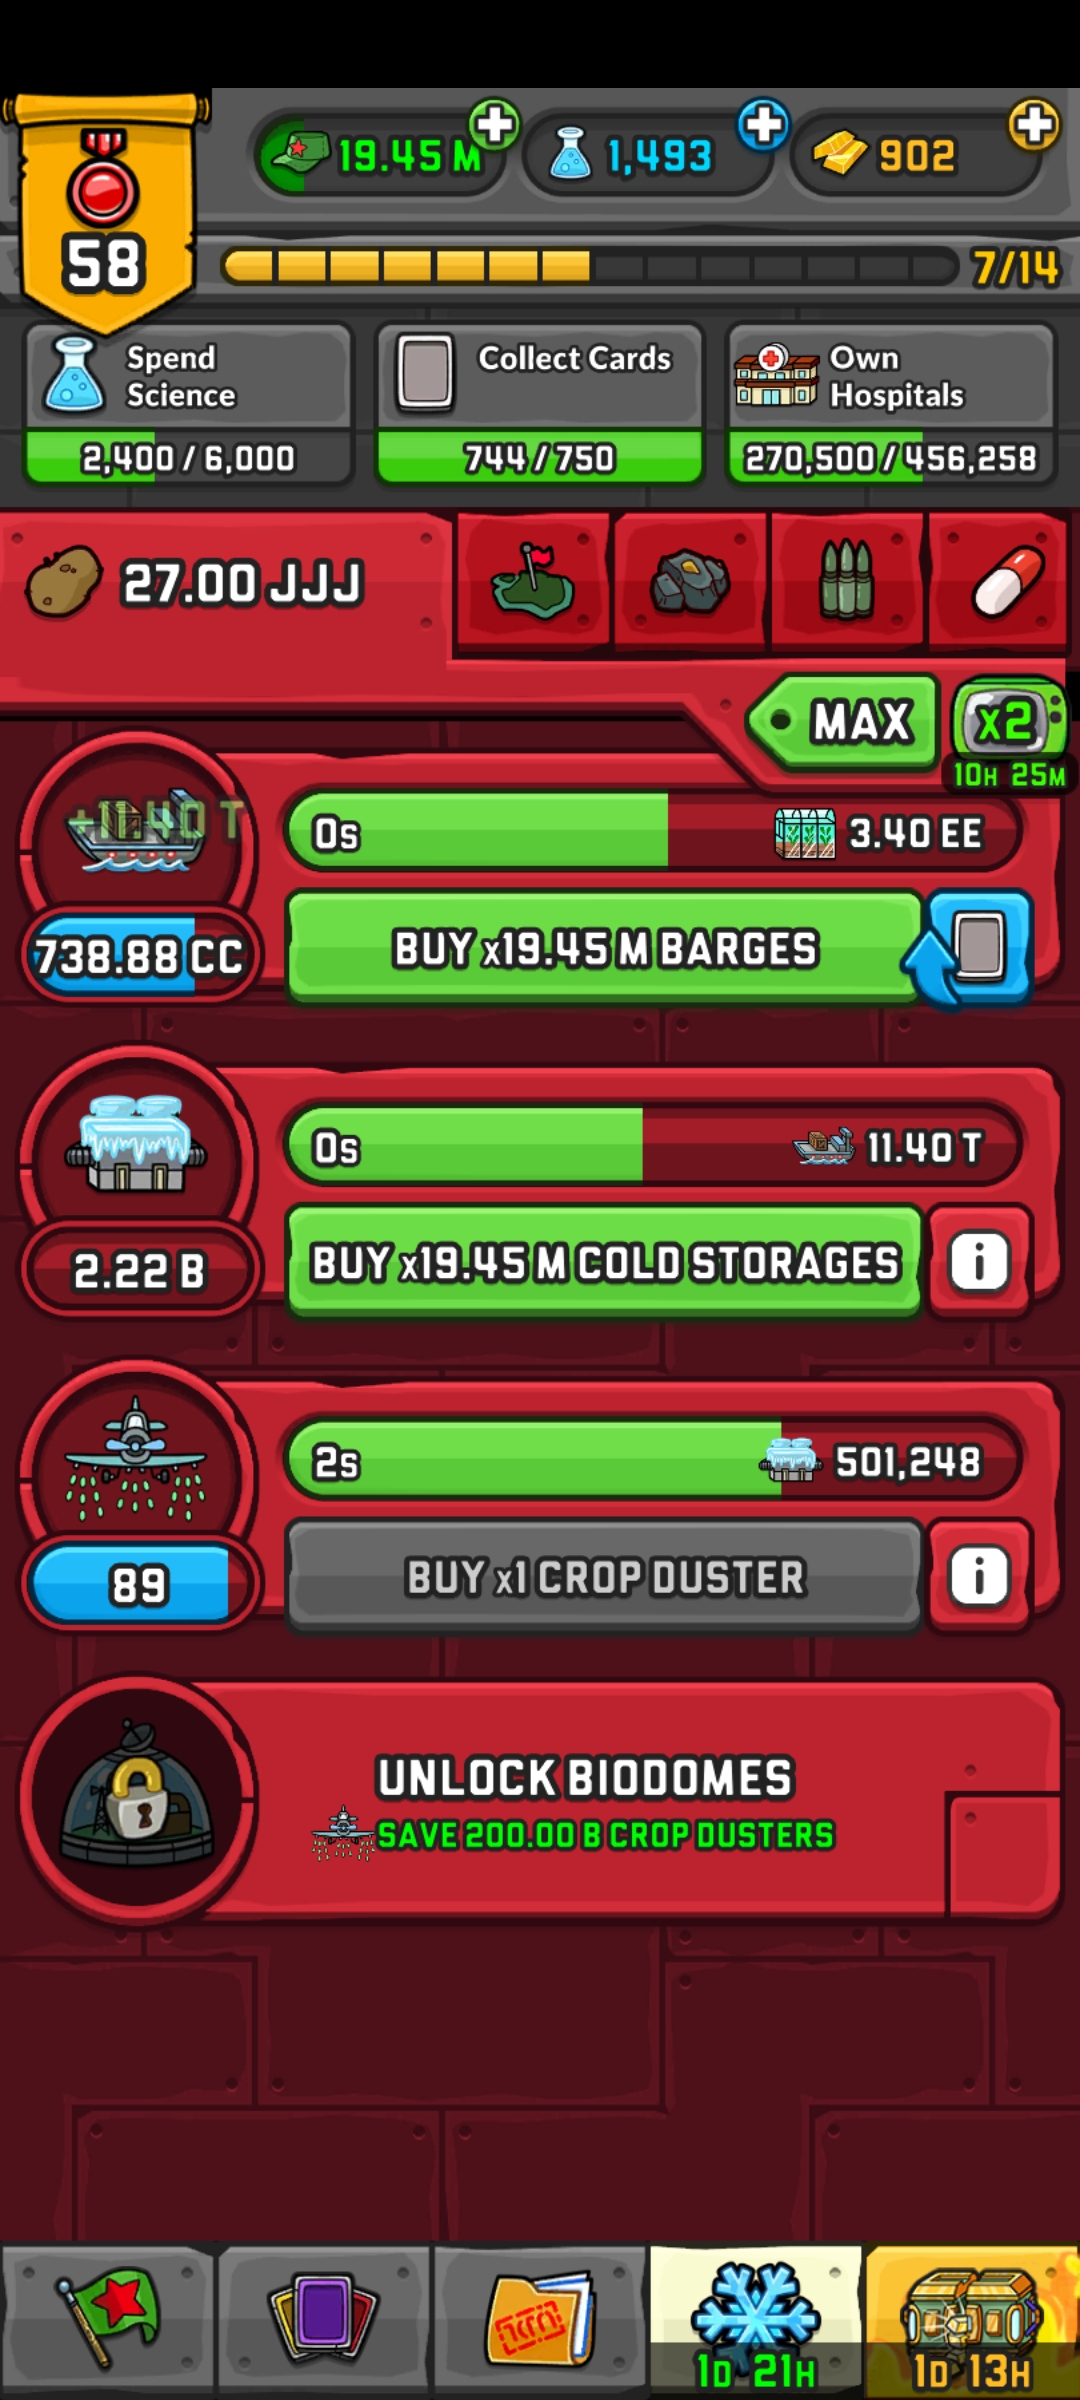 19.45 M
1,493
902
58
7/14
Spend
Science
2,400 / 6,000
Collect Cards
744 / 750
Own
Hospitals
270,500 / 456,258
27.00 JJJ
MAX
x2
10H 25M
+11.40 T
0s
3.40 EE
738.88 CC
BUY x19.45 M BARGES
0s
11.40 T
2.22 B
BUY x19.45 M COLD STORAGES
i
2s
501,248
89
BUY x1 CROP DUSTER
i
UNLOCK BIODOMES
SAVE 200.00 B CROP DUSTERS
1D 21H
1D 13H